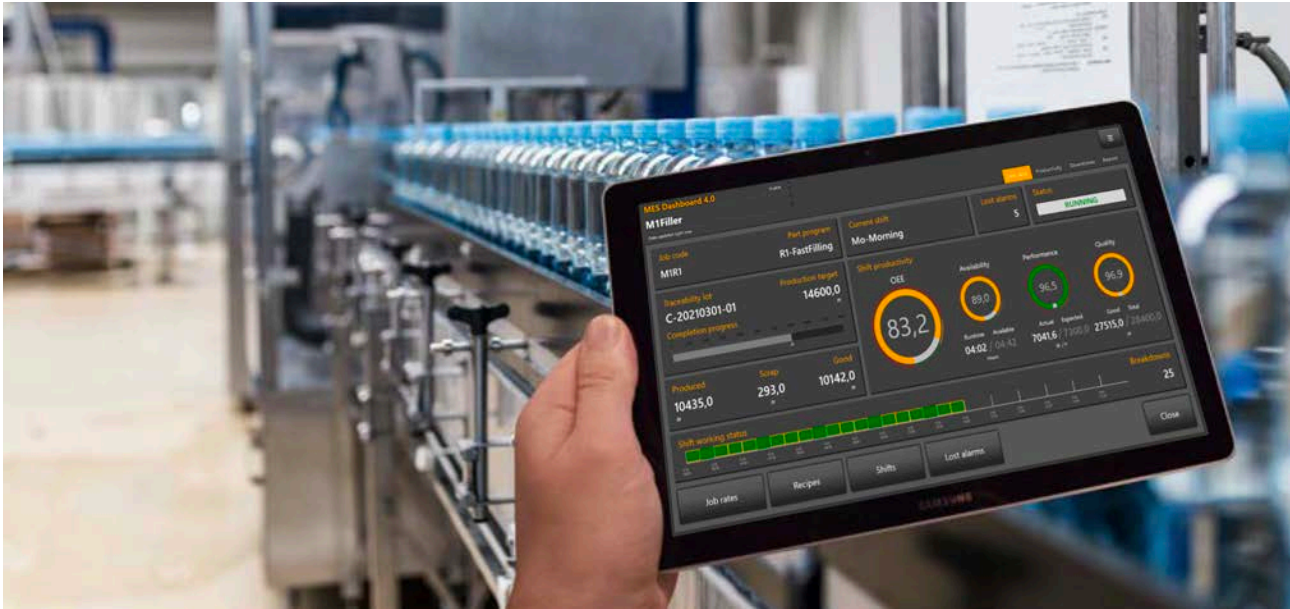 MES Dashboard 4.0
M1Filler
Productivity
Job code
Part program
M1R1
R1-FastFilling
Current shift
Mo-Morning
Lost alarms
5
Status
RUNNING
Traceability lot
Production target
C-20210301-01
14600,0
Completion progress
Shift productivity
OEE
83,2
Availability
89,0
Runtime Available
04:02 / 04:42
Performance
96,5
Actual Expected
7041,6 / 7300,0
Quality
96,9
Good Total
27515,0 / 28400,0
Produced
Scrap
Good
10435,0
293,0
10142,0
Shift working status
Breakdowns
25
Job rates
Recipes
Shifts
Lost alarms
Close
SAMSUNG